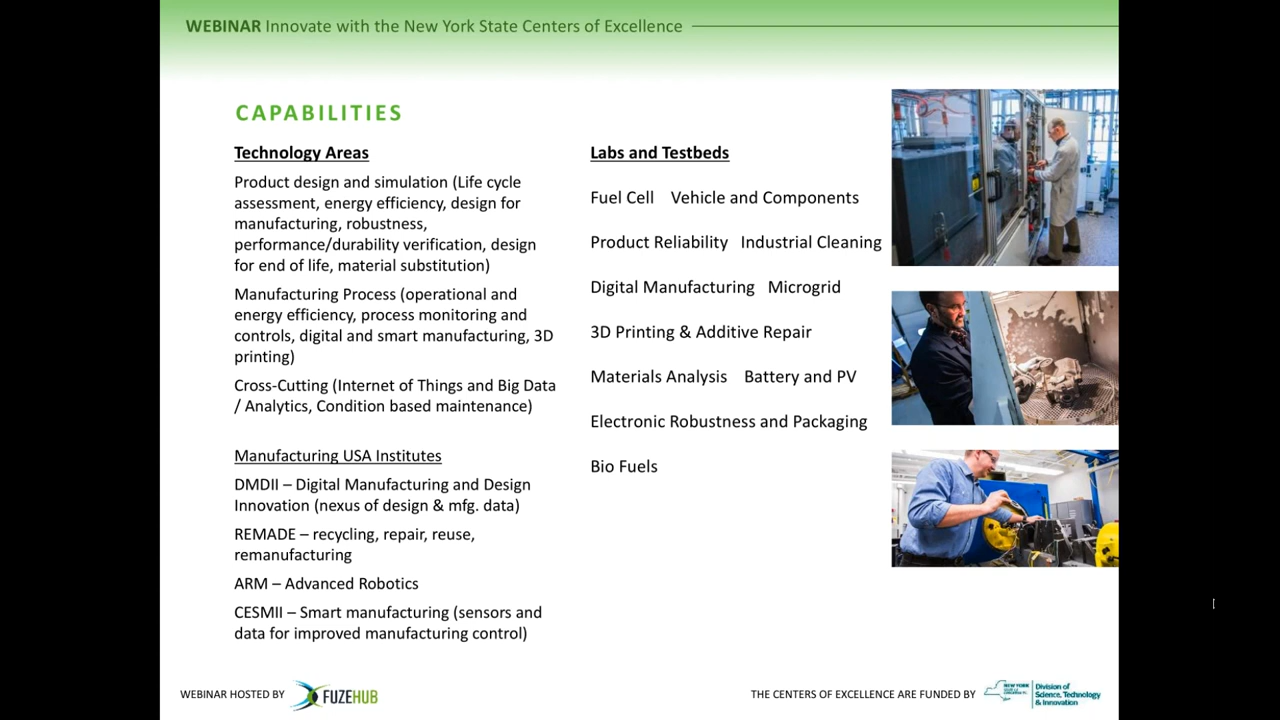 WEBINAR Innovate with the New York State Centers of Excellence
CAPABILITIES
Technology Areas
Product design and simulation (Life cycle
assessment, energy efficiency, design for
manufacturing, robustness,
performance/durability verification, design
for end of life, material substitution)
Manufacturing Process (operational and
energy efficiency, process monitoring and
controls, digital and smart manufacturing, 3D
printing)
Cross-Cutting (Internet of Things and Big Data
/ Analytics, Condition based maintenance)
Manufacturing USA Institutes
DMDII – Digital Manufacturing and Design
Innovation (nexus of design & mfg. data)
REMADE – recycling, repair, reuse,
remanufacturing
ARM – Advanced Robotics
CESMII – Smart manufacturing (sensors and
data for improved manufacturing control)
Labs and Testbeds
Fuel Cell Vehicle and Components
Product Reliability Industrial Cleaning
Digital Manufacturing Microgrid
3D Printing & Additive Repair
Materials Analysis Battery and PV
Electronic Robustness and Packaging
Bio Fuels
WEBINAR HOSTED BY FUZEHUB
THE CENTERS OF EXCELLENCE ARE FUNDED BY
NEW YORK
Division of
Science, Technology
& Innovation